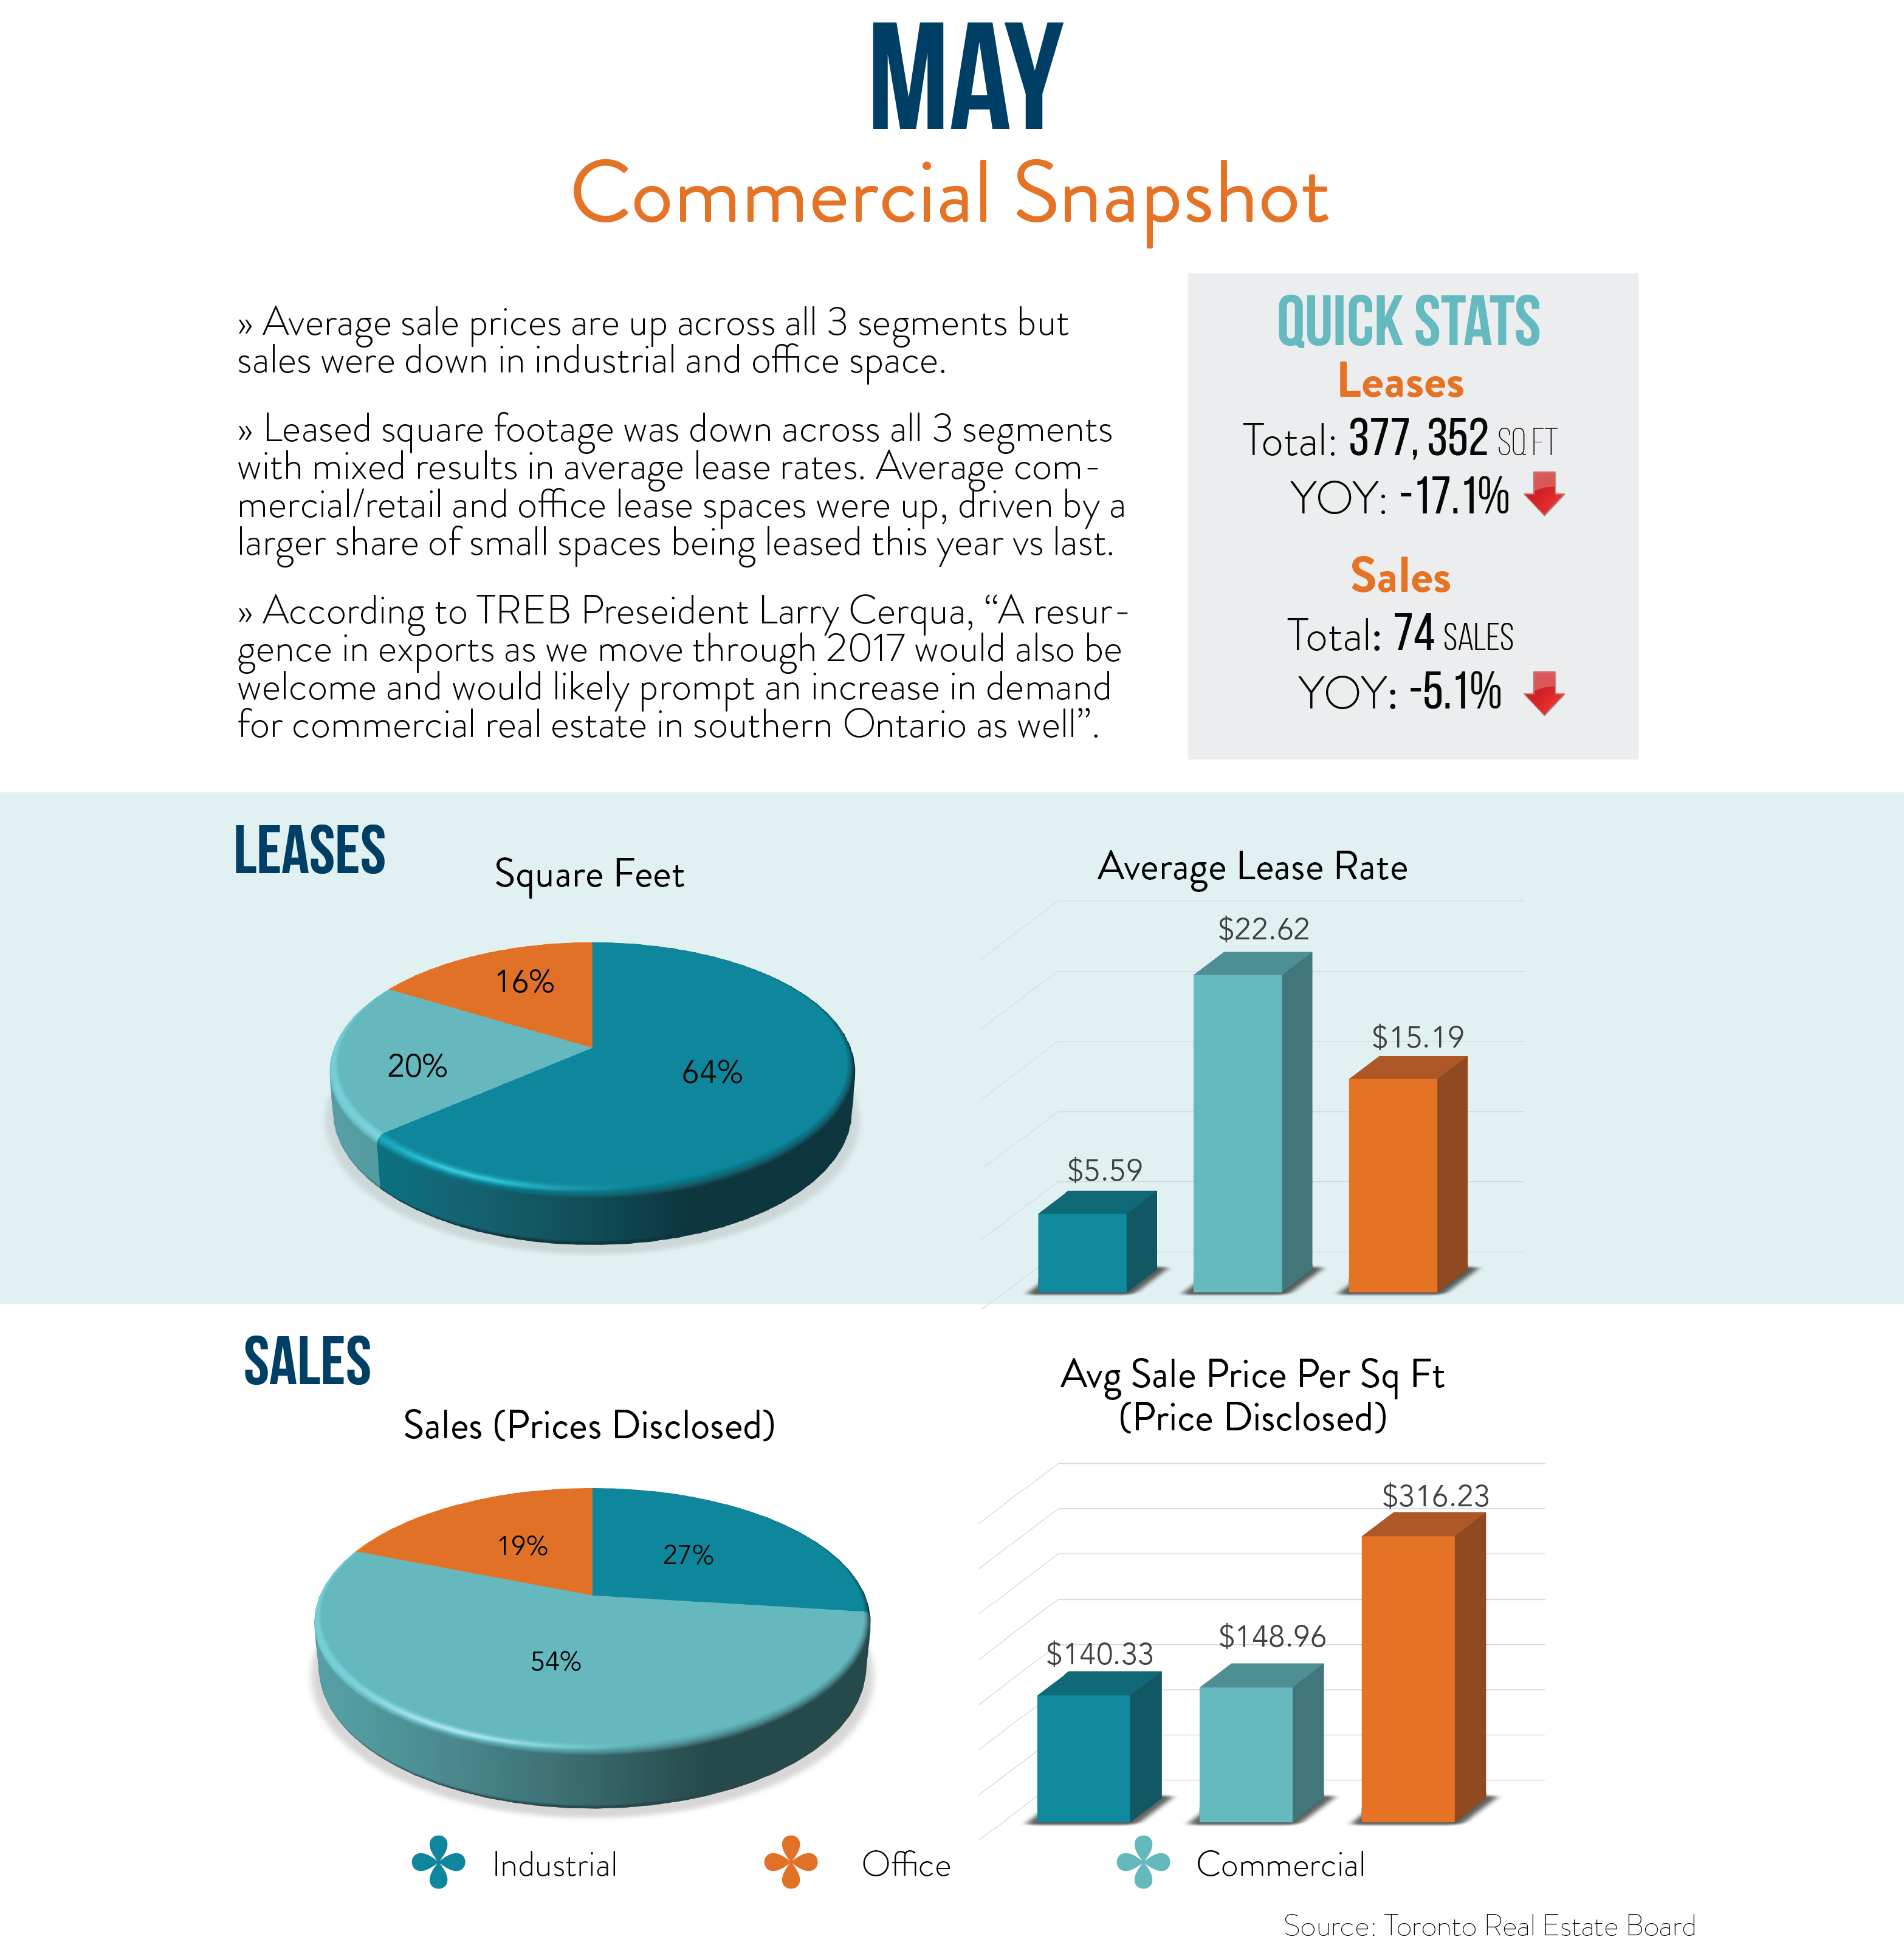 MAY
Commercial Snapshot
» Average sale prices are up across all 3 segments but
sales were down in industrial and office space.
» Leased square footage was down across all 3 segments
with mixed results in average lease rates. Average com-
mercial/retail and office lease spaces were up, driven by a
larger share of small spaces being leased this year vs last.
» According to TREB Preseident Larry Cerqua, “A resur-
gence in exports as we move through 2017 would also be
welcome and would likely prompt an increase in demand
for commercial real estate in southern Ontario as well”.
QUICK STATS
Leases
Total: 377, 352 SQ FT
YOY: -17.1%
Sales
Total: 74 SALES
YOY: -5.1%
LEASES
Square Feet
16%
20%
64%
Average Lease Rate
$5.59
$22.62
$15.19
SALES
Sales (Prices Disclosed)
19%
27%
54%
Avg Sale Price Per Sq Ft
(Price Disclosed)
$140.33
$148.96
$316.23
Industrial
Office
Commercial
Source: Toronto Real Estate Board